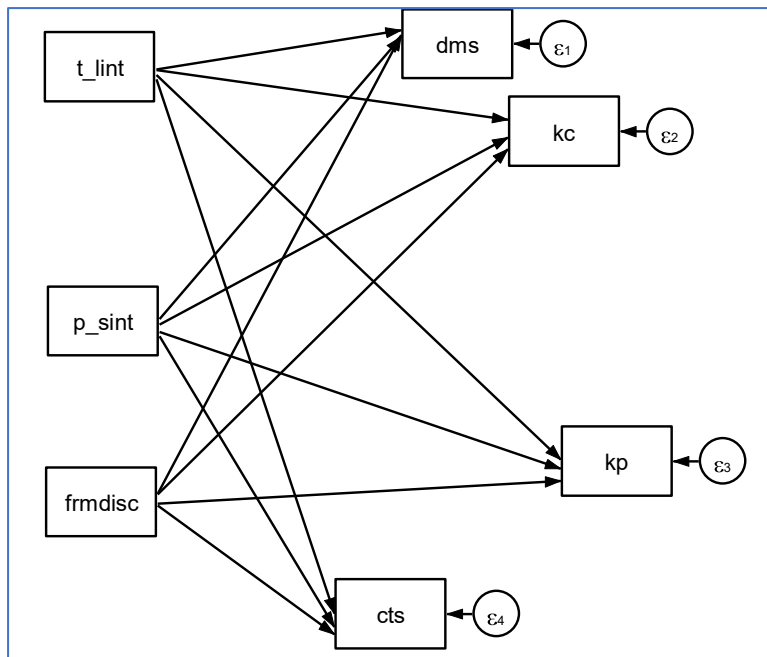 t_lint
dms
ε1
kc
ε2
p_sint
kp
ε3
frmdisc
cts
ε4